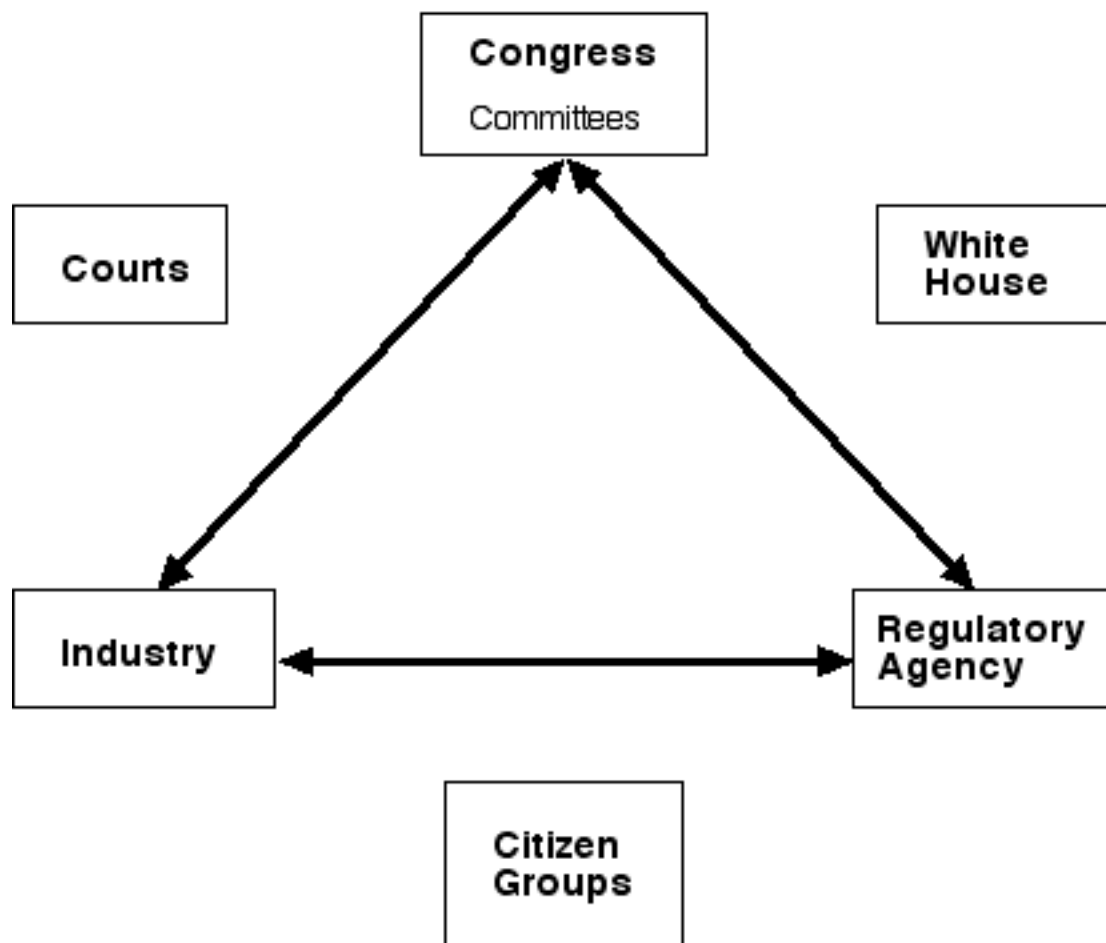 Congress
Committees
Courts
White
House
Industry
Regulatory
Agency
Citizen
Groups